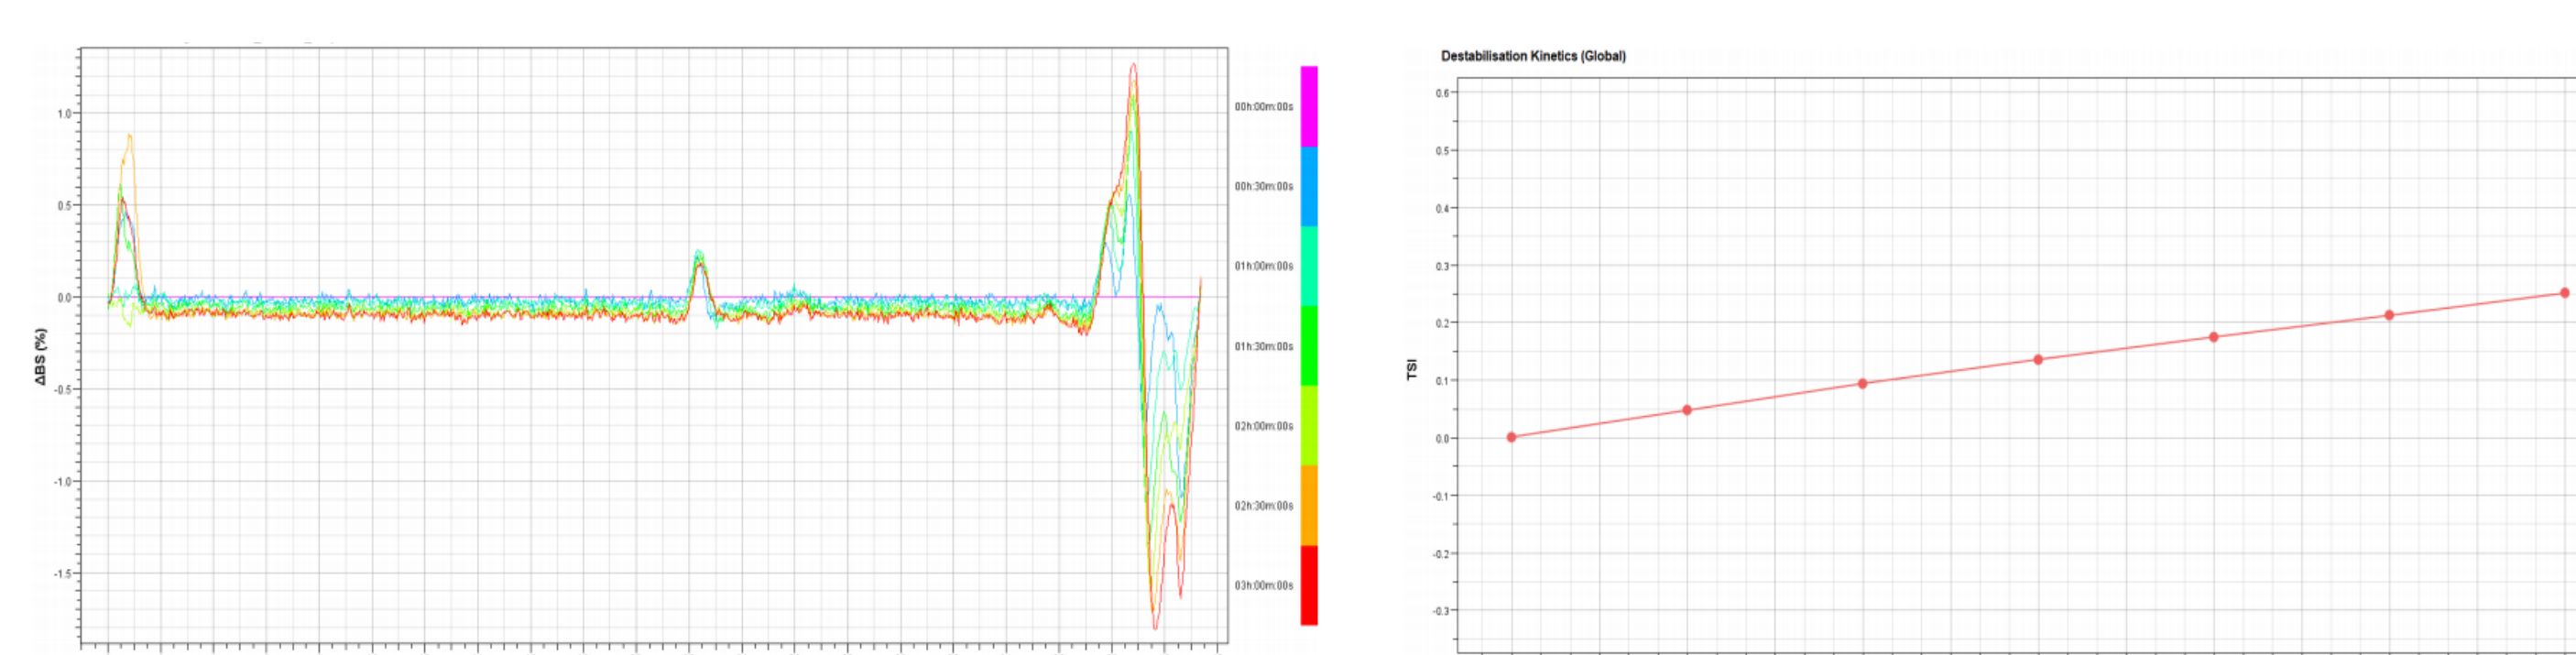 ΔBS (%)
1.0
0.5
0.0
-0.5
-1.0
-1.5
00h:00m:00s
00h:30m:00s
01h:00m:00s
01h:30m:00s
02h:00m:00s
02h:30m:00s
03h:00m:00s
Destabilisation Kinetics (Global)
TSI
0.6
0.5
0.4
0.3
0.2
0.1
0.0
-0.1
-0.2
-0.3